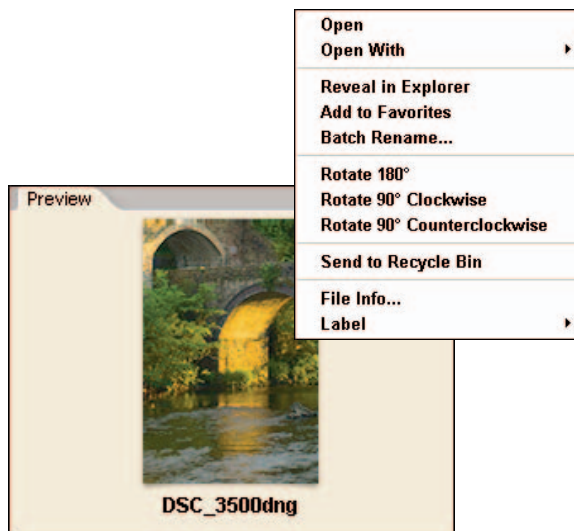 Open
Open With
Reveal in Explorer
Add to Favorites
Batch Rename...
Rotate 180°
Rotate 90° Clockwise
Rotate 90° Counterclockwise
Send to Recycle Bin
File Info...
Label
Preview
DSC_3500dng